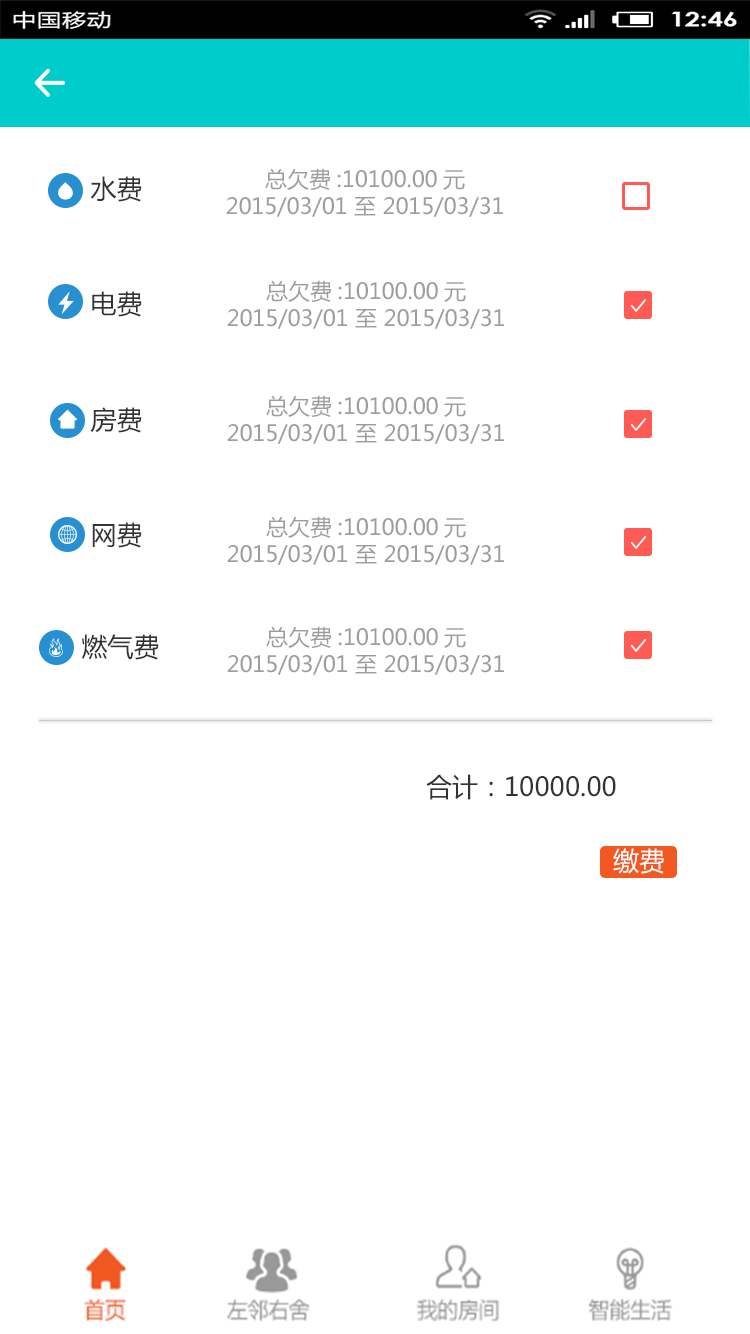 中国移动 12:46
水费
总欠费 :10100.00 元
2015/03/01 至 2015/03/31
电费
总欠费 :10100.00 元
2015/03/01 至 2015/03/31
房费
总欠费 :10100.00 元
2015/03/01 至 2015/03/31
网费
总欠费 :10100.00 元
2015/03/01 至 2015/03/31
燃气费
总欠费 :10100.00 元
2015/03/01 至 2015/03/31
合计：10000.00
缴费
首页 左邻右舍 我的房间 智能生活